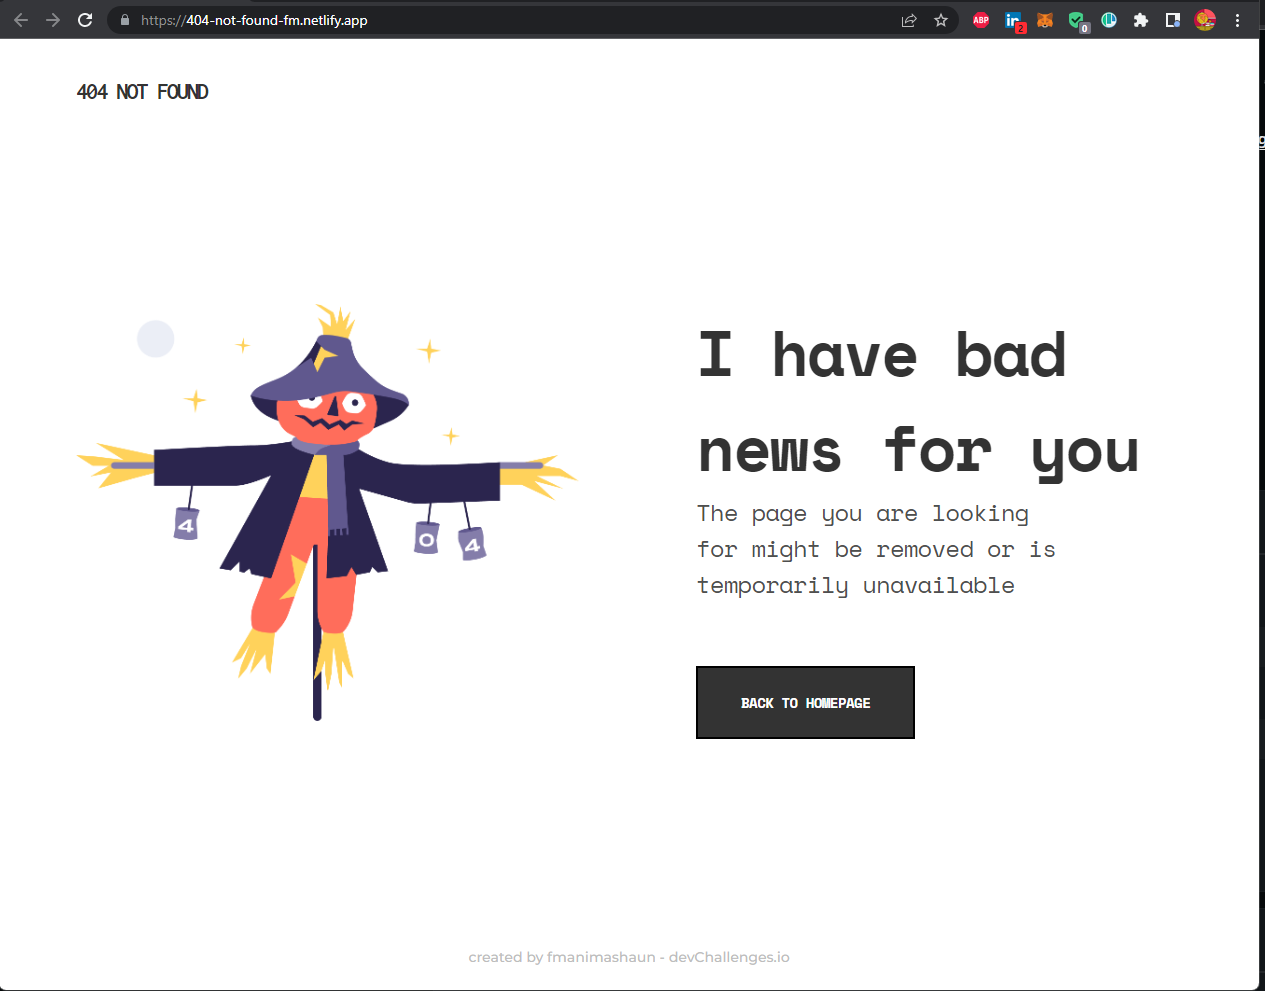 https://404-not-found-fm.netlify.app
ABP
in
2
0
404 NOT FOUND
I have bad
news for you
The page you are looking
for might be removed or is
temporarily unavailable
4
0
4
BACK TO HOMEPAGE
created by fmanimashaun - devChallenges.io